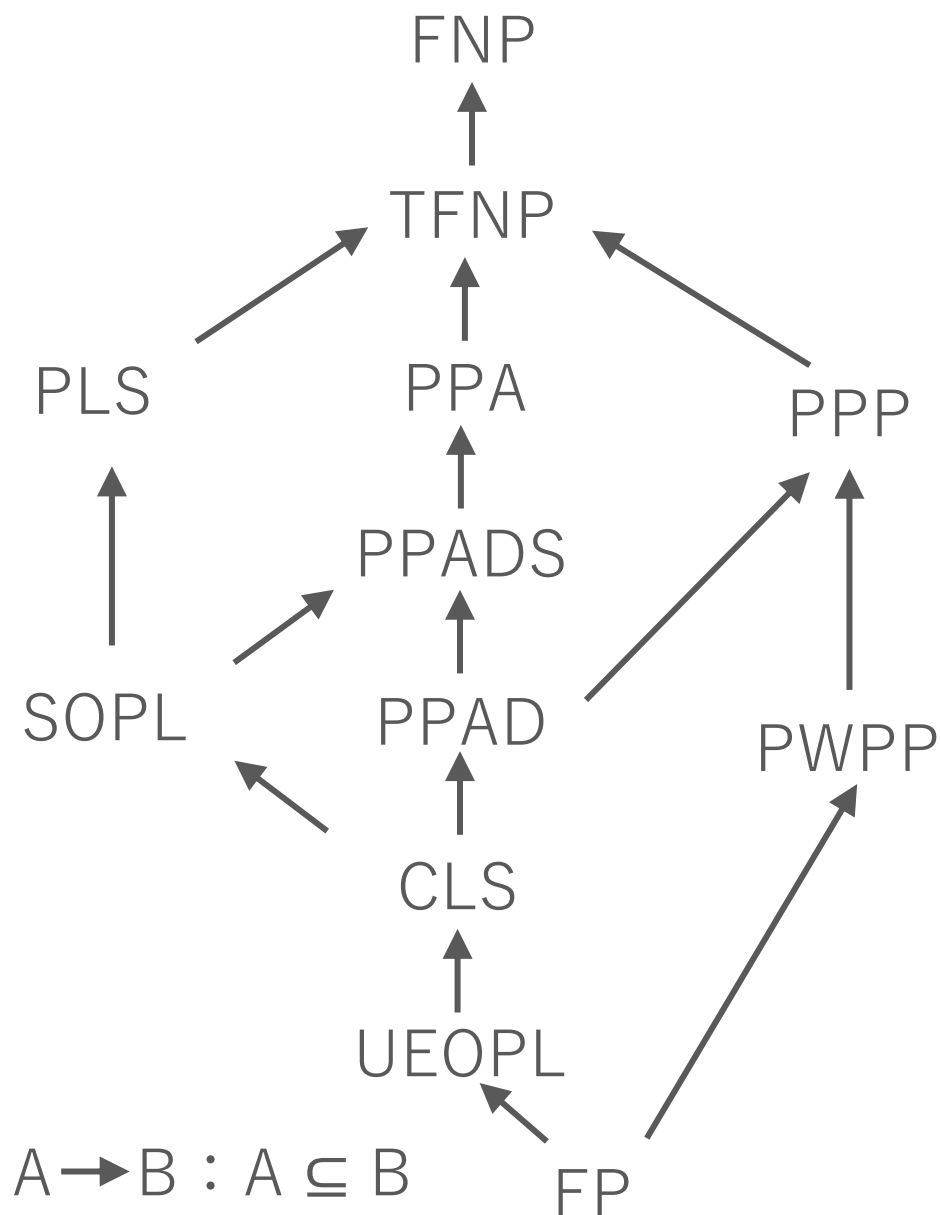 FNP
TFNP
PLS
PPA
PPP
PPADS
SOPL
PPAD
PWPP
CLS
UEOPL
FP
A → B : A ⊆ B